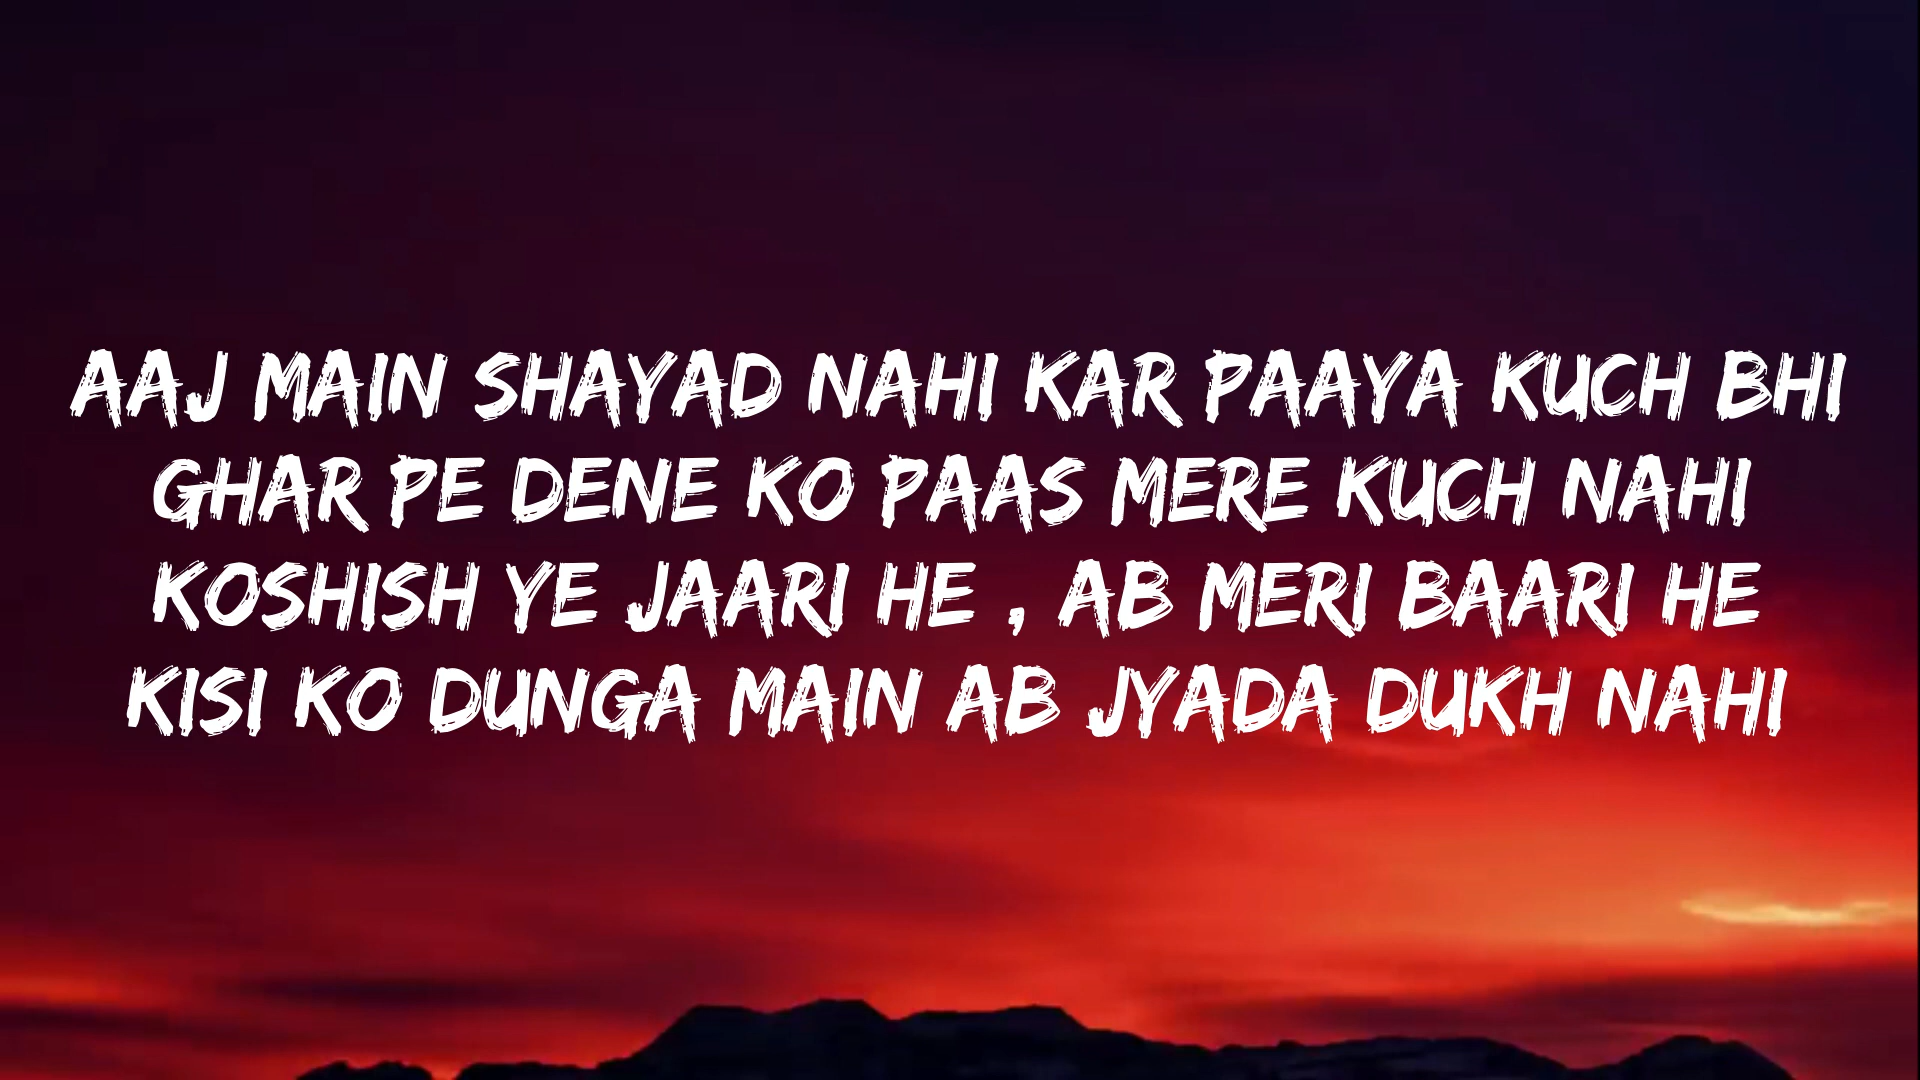 AAJ MAIN SHAYAD NAHI KAR PAAYA KUCH BHI
GHAR PE DENE KO PAAS MERE KUCH NAHI
KOSHISH YE JAARI HE , AB MERI BAARI HE
KISI KO DUNGA MAIN AB JYADA DUKH NAHI